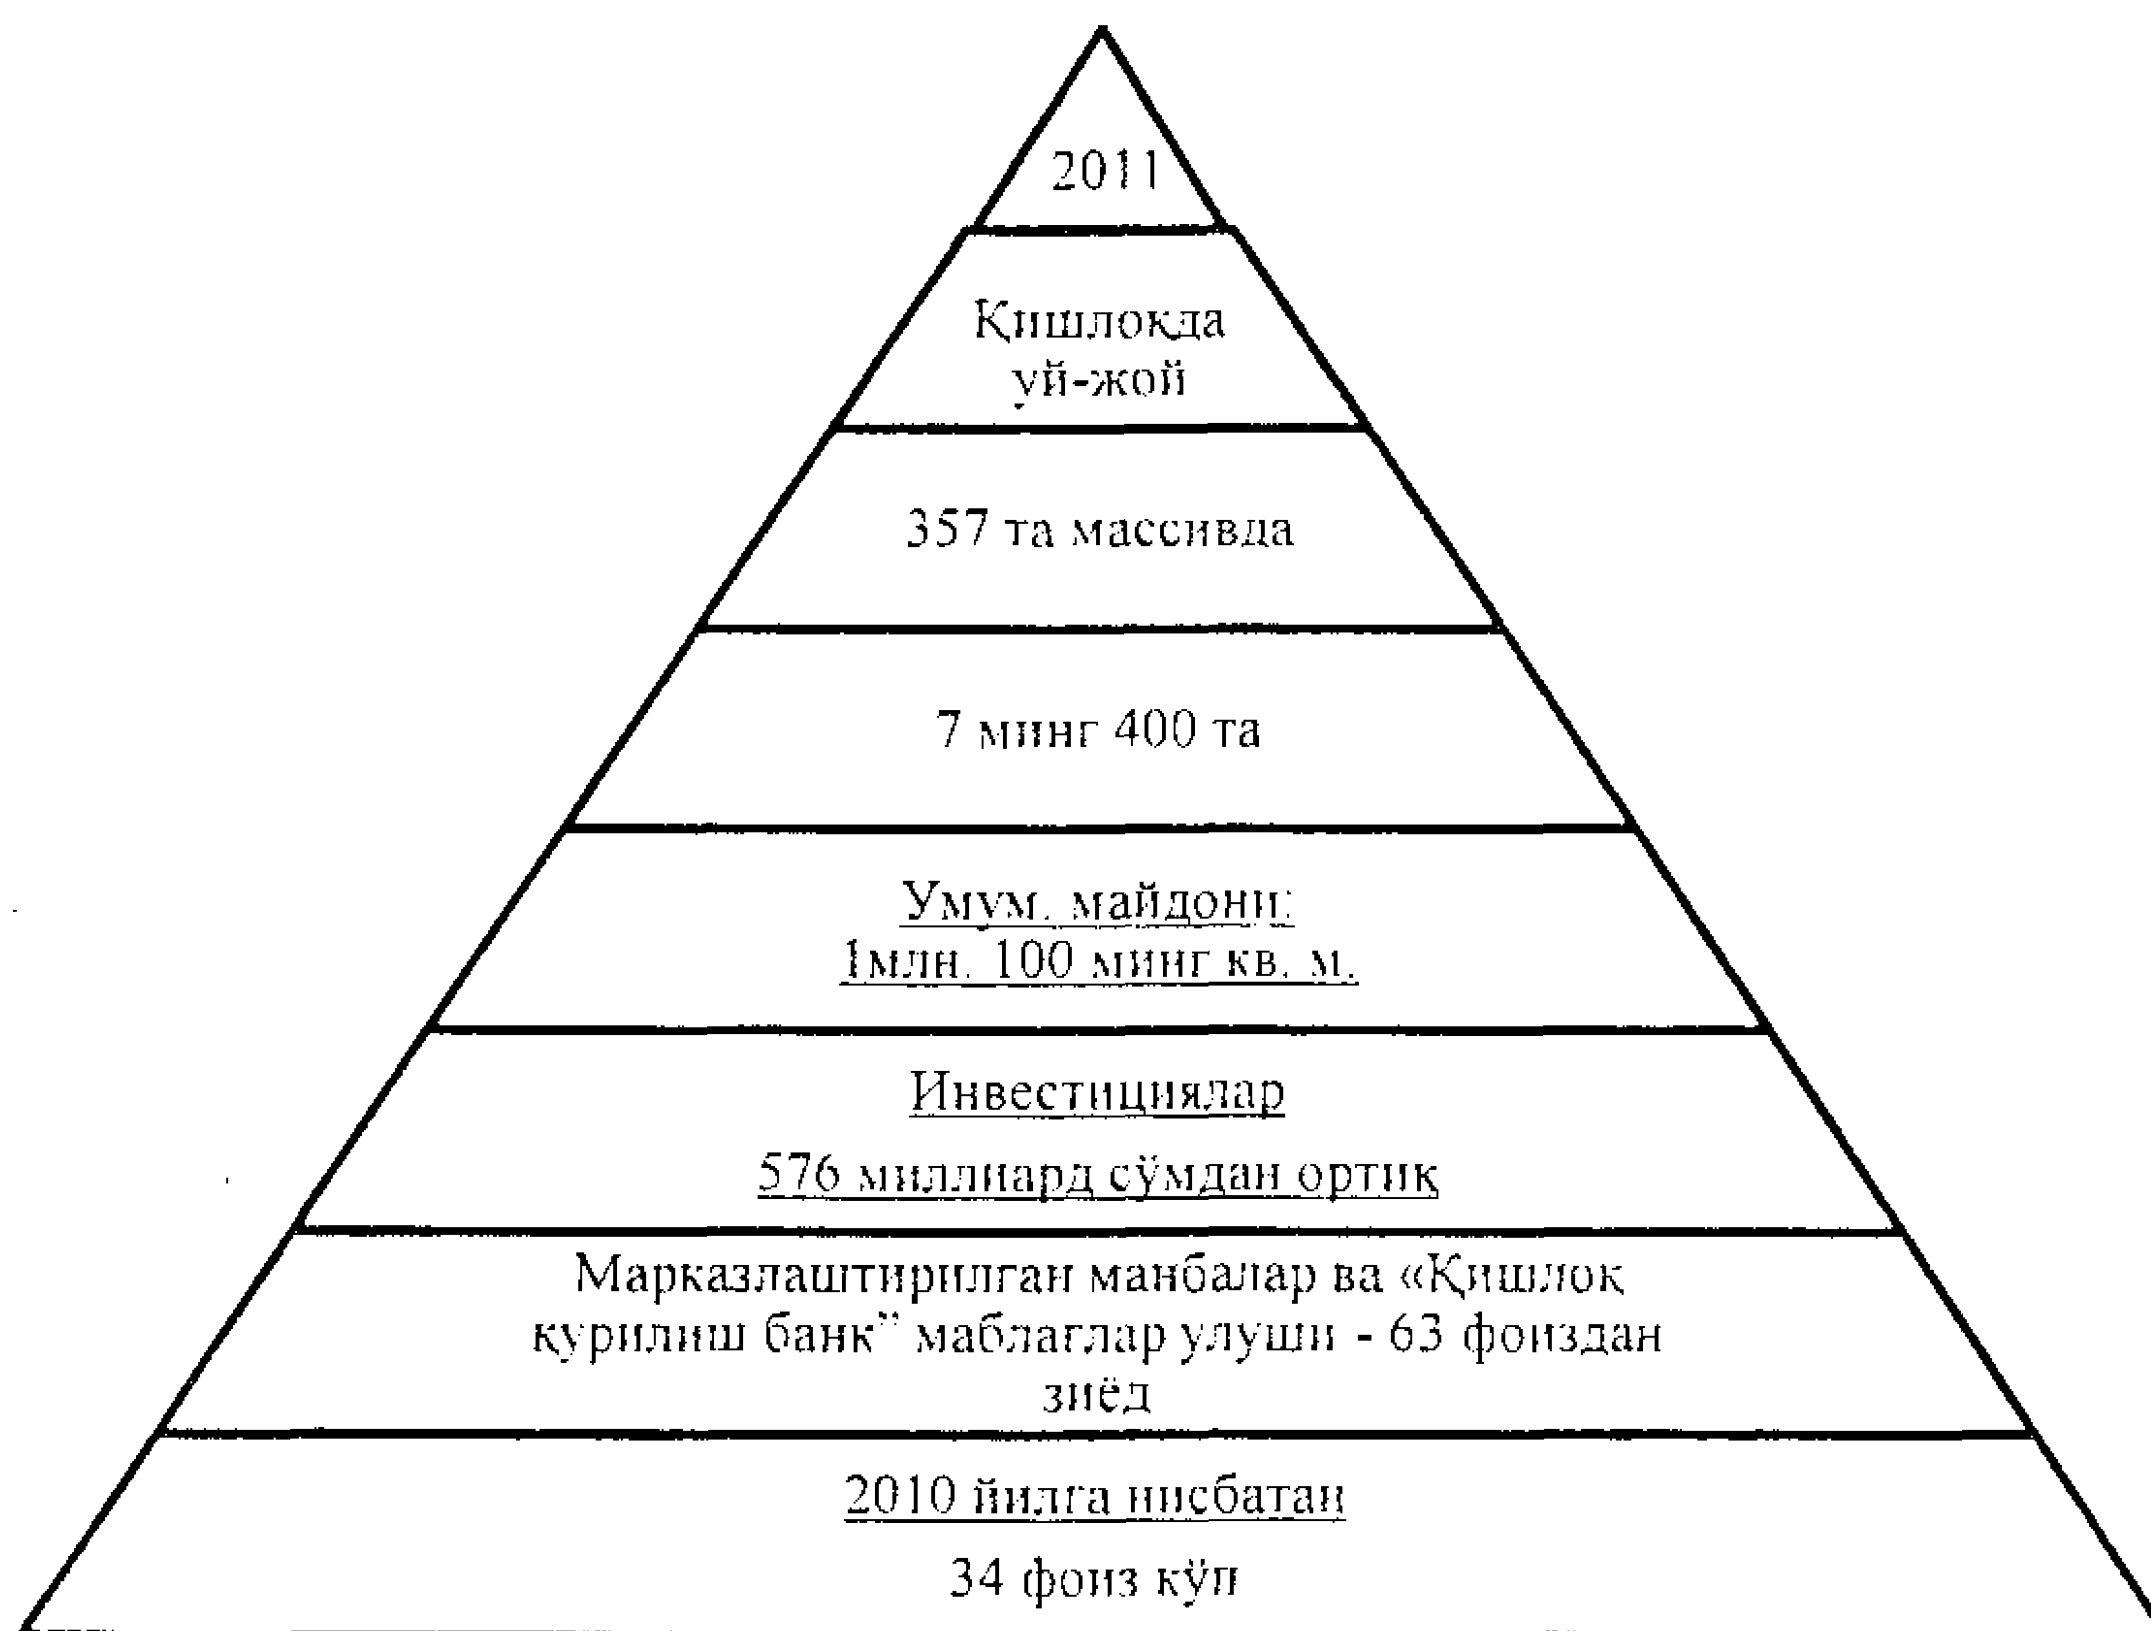 2011
Қишлоқда
уй-жой
357 та массивда
7 минг 400 та
Умум. майдони:
1млн. 100 минг кв. м.
Инвестициялар
576 миллиард сўмдан ортиқ
Марказлаштирилган манбалар ва «Қишлоқ
қурилиш банк” маблағлар улуши - 63 фоиздан
зиёд
2010 йилга нисбатан
34 фоиз кўп